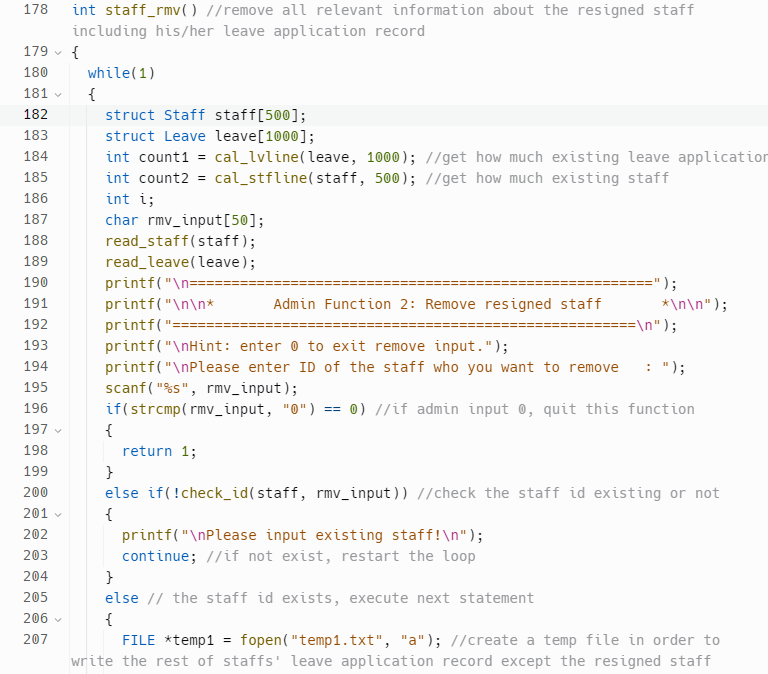 178 int staff_rmv() //remove all relevant information about the resigned staff
including his/her leave application record
179 {
180 while(1)
181 {
182 struct Staff staff[500];
183 struct Leave leave[1000];
184 int count1 = cal_lvline(leave, 1000); //get how much existing leave application
185 int count2 = cal_stfline(staff, 500); //get how much existing staff
186 int i;
187 char rmv_input[50];
188 read_staff(staff);
189 read_leave(leave);
190 printf("\n=======================================================");
191 printf("\n\n*       Admin Function 2: Remove resigned staff       *\n\n");
192 printf("=======================================================\n");
193 printf("\nHint: enter 0 to exit remove input.");
194 printf("\nPlease enter ID of the staff who you want to remove   : ");
195 scanf("%s", rmv_input);
196 if(strcmp(rmv_input, "0") == 0) //if admin input 0, quit this function
197 {
198 return 1;
199 }
200 else if(!check_id(staff, rmv_input)) //check the staff id existing or not
201 {
202 printf("\nPlease input existing staff!\n");
203 continue; //if not exist, restart the loop
204 }
205 else // the staff id exists, execute next statement
206 {
207 FILE *temp1 = fopen("temp1.txt", "a"); //create a temp file in order to
write the rest of staffs' leave application record except the resigned staff